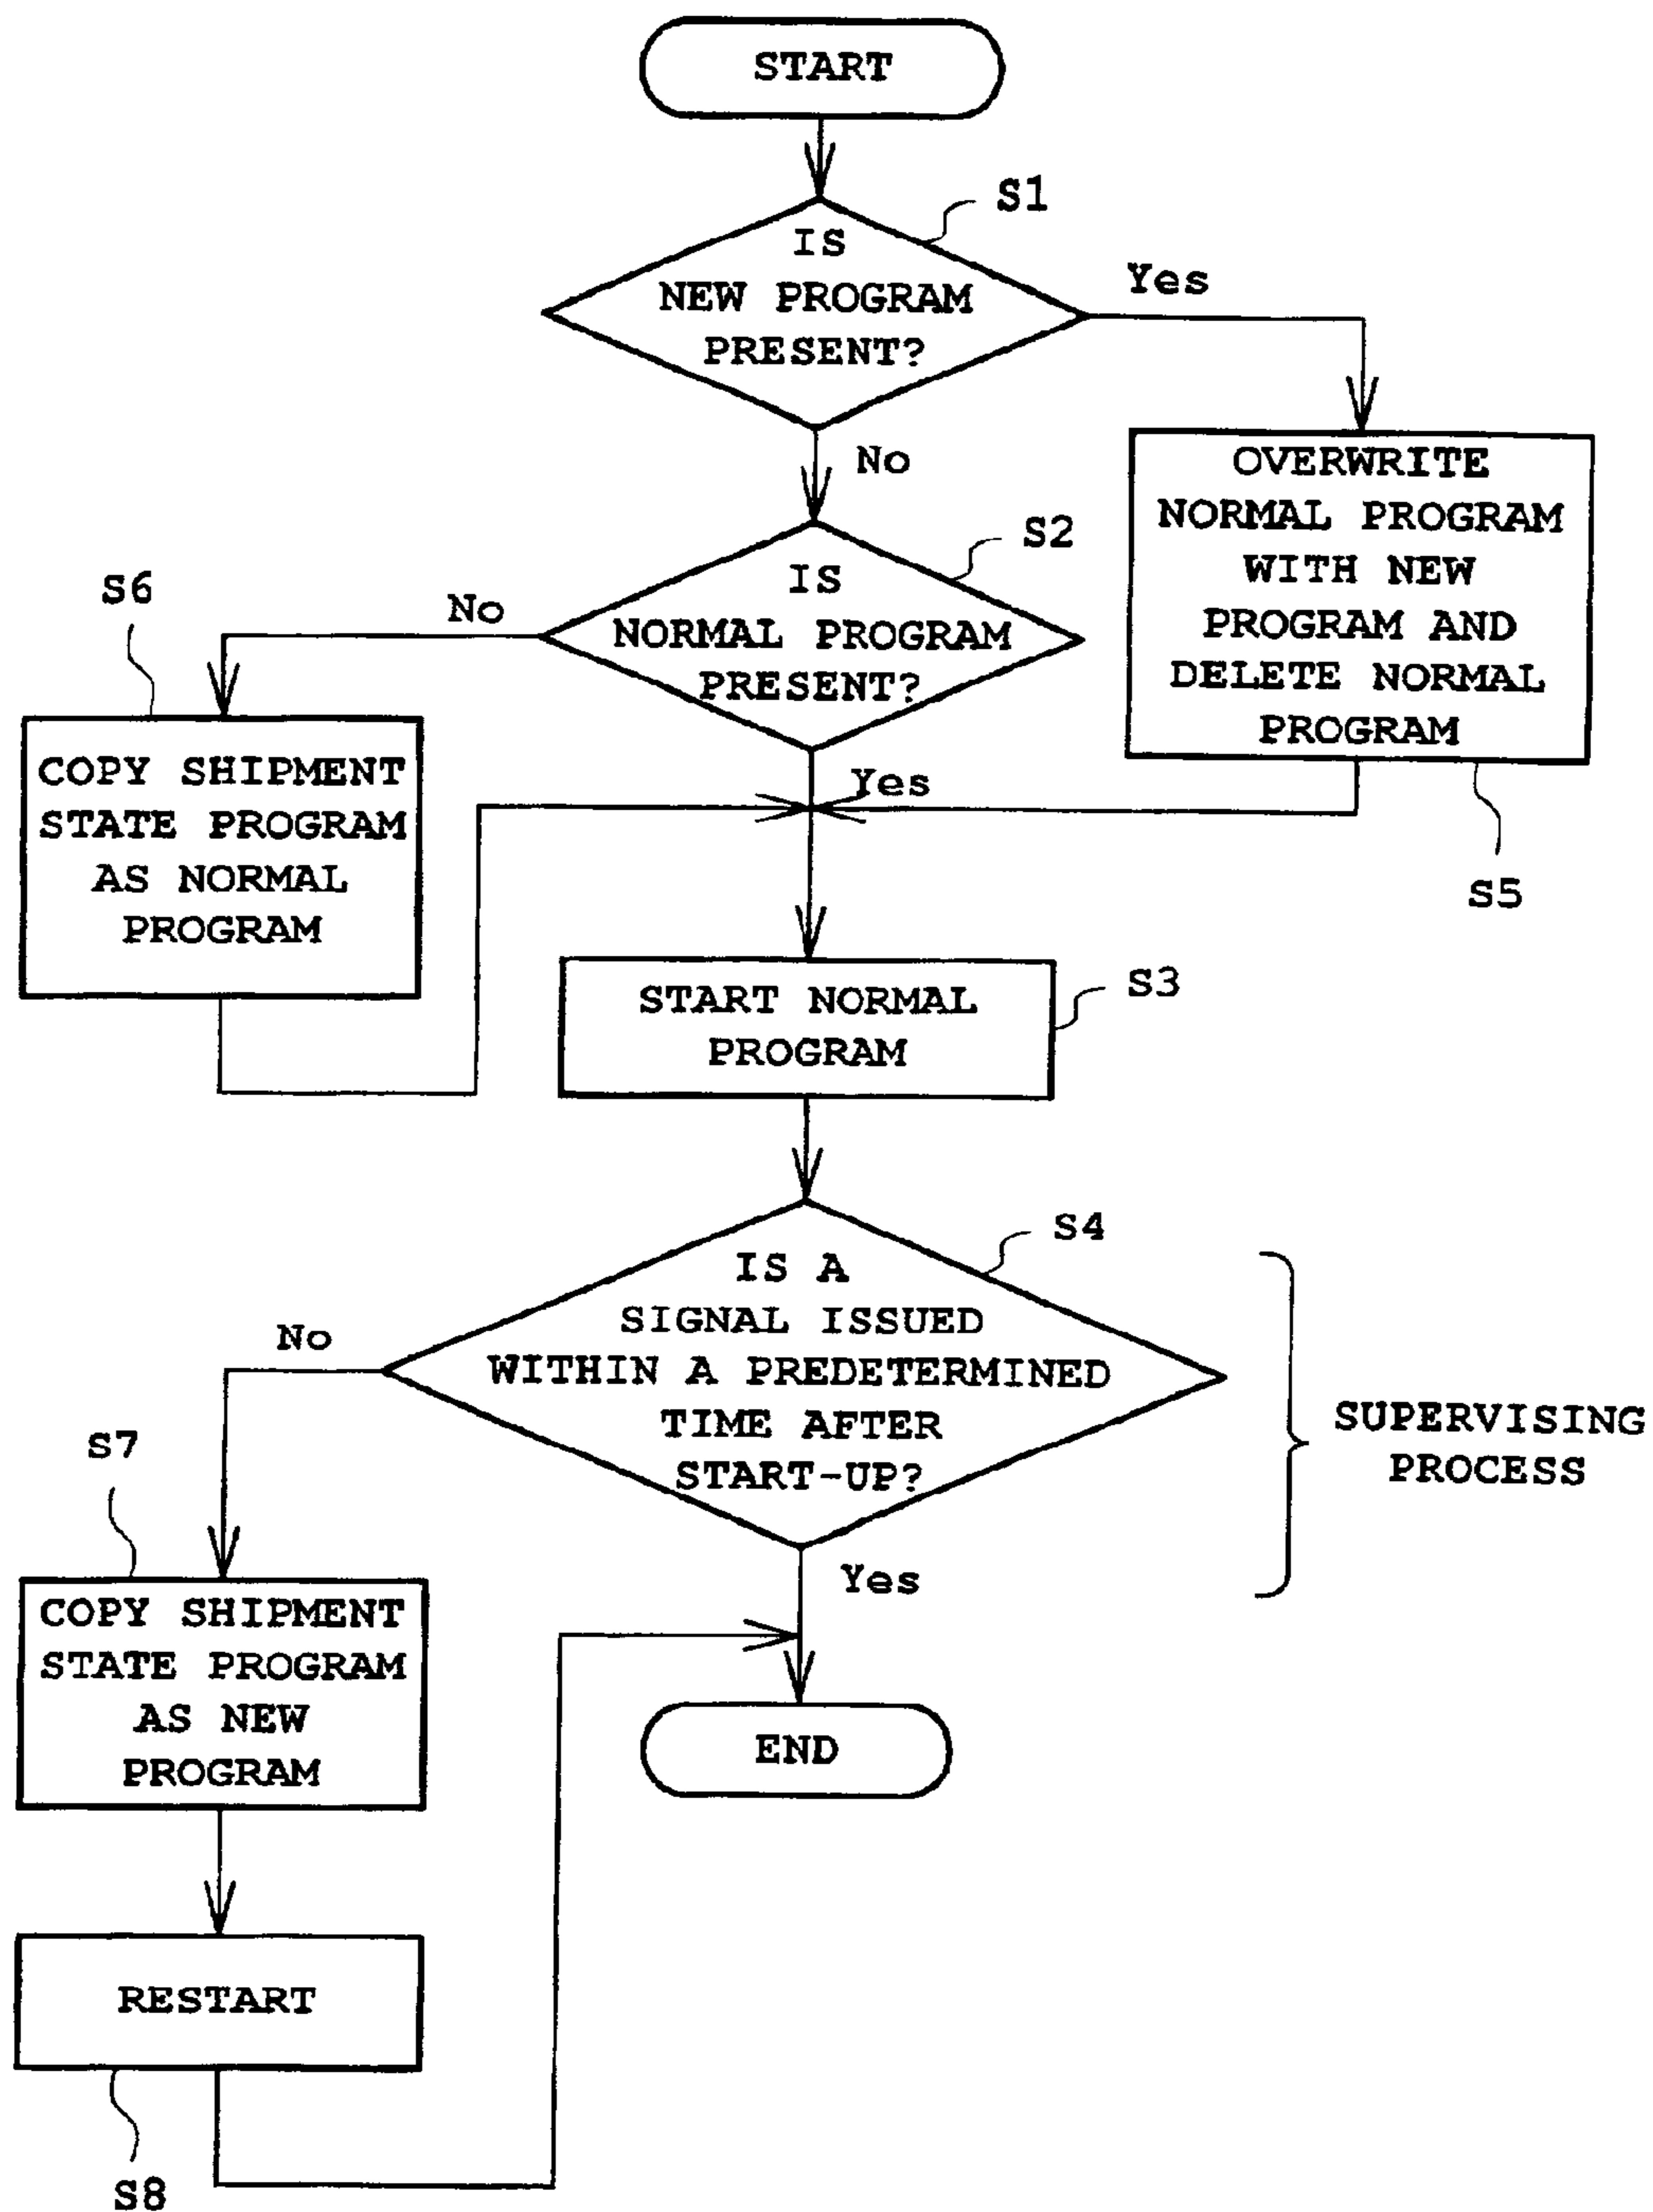 START
S1
IS
NEW PROGRAM
PRESENT?
Yes
No
OVERWRITE
NORMAL PROGRAM
WITH NEW
PROGRAM AND
DELETE NORMAL
PROGRAM
S5
S2
IS
NORMAL PROGRAM
PRESENT?
No
Yes
S6
COPY SHIPMENT
STATE PROGRAM
AS NORMAL
PROGRAM
START NORMAL
PROGRAM
S3
S4
IS A
SIGNAL ISSUED
WITHIN A PREDETERMINED
TIME AFTER
START-UP?
No
Yes
SUPERVISING
PROCESS
S7
COPY SHIPMENT
STATE PROGRAM
AS NEW
PROGRAM
END
RESTART
S8